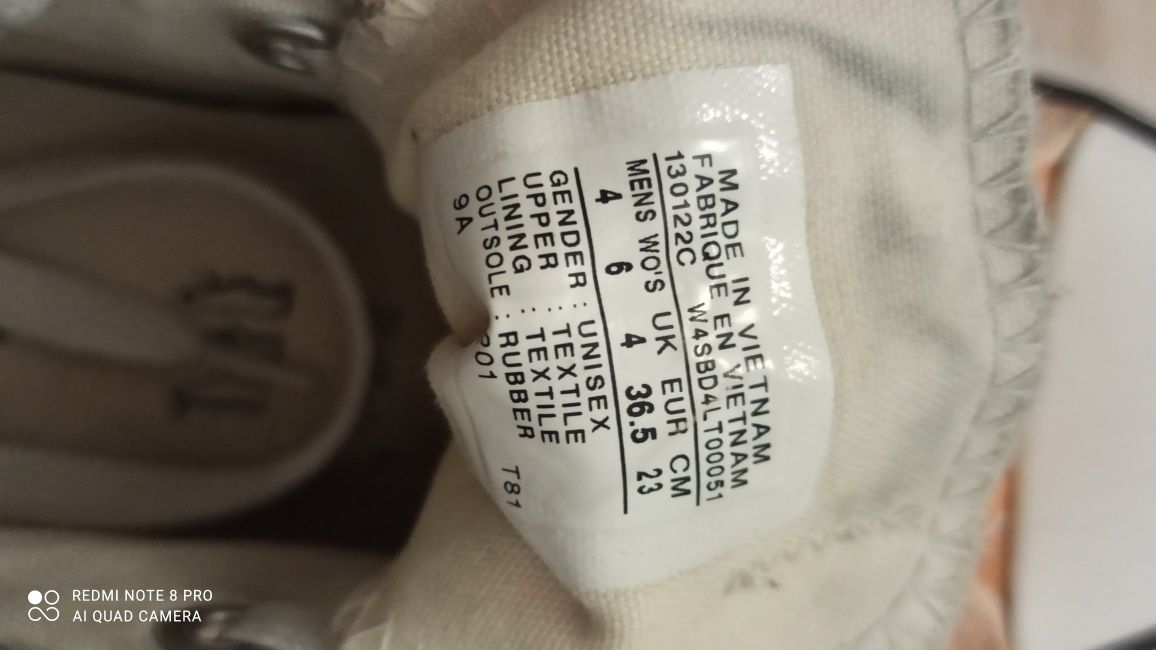 MADE IN VIETNAM
FABRIQUE EN VIETNAM
130122C W4SBD4LT00051
MENS WO'S UK EUR CM
4 6 4 36.5 23
GENDER : UNISEX
UPPER : TEXTILE
LINING : TEXTILE
OUTSOLE : RUBBER
9A T81
REDMI NOTE 8 PRO
AI QUAD CAMERA